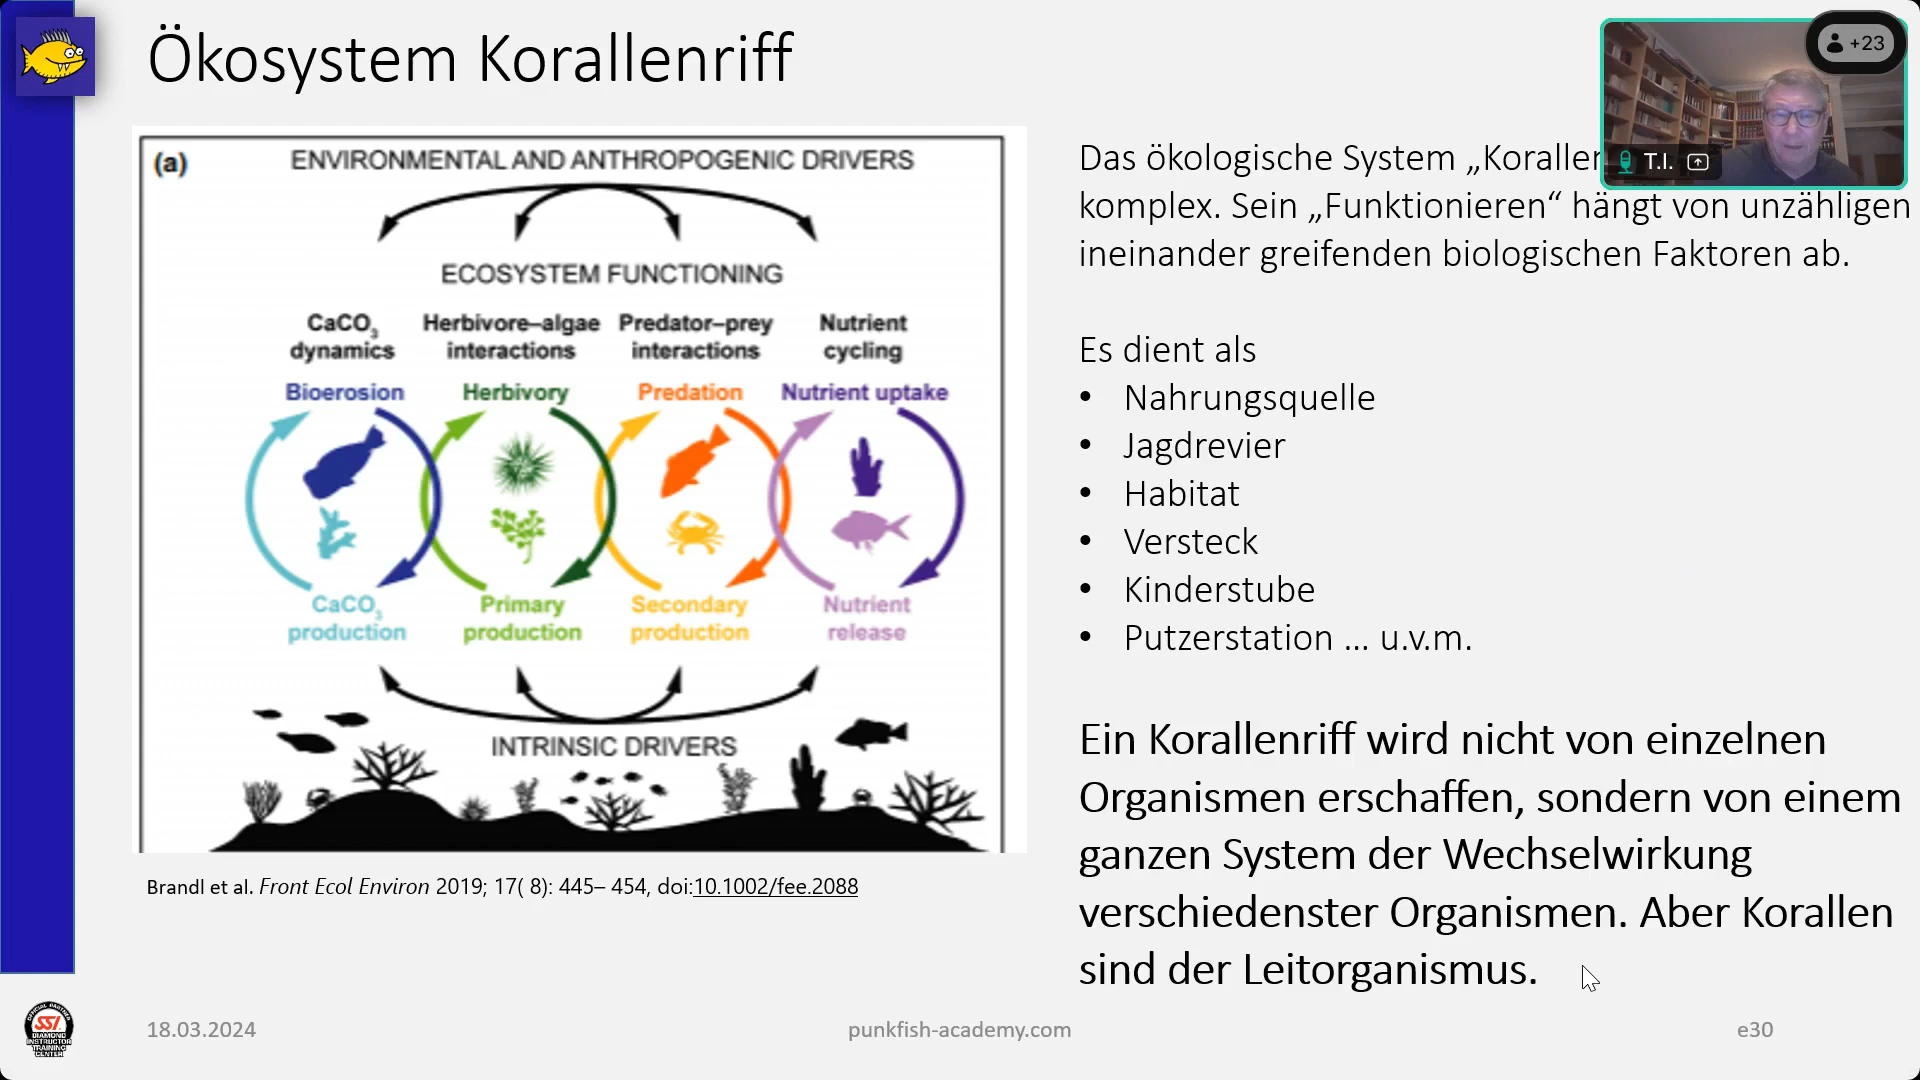 Ökosystem Korallenriff
+23
T.I.
(a)
ENVIRONMENTAL AND ANTHROPOGENIC DRIVERS
ECOSYSTEM FUNCTIONING
CaCO₃ dynamics
Herbivore–algae interactions
Predator–prey interactions
Nutrient cycling
Bioerosion
Herbivory
Predation
Nutrient uptake
CaCO₃ production
Primary production
Secondary production
Nutrient release
INTRINSIC DRIVERS
Brandl et al. Front Ecol Environ 2019; 17( 8): 445– 454, doi:10.1002/fee.2088
Das ökologische System
komplex. Sein „Funktionieren“ hängt von unzähligen
ineinander greifenden biologischen Faktoren ab.
Es dient als
• Nahrungsquelle
• Jagdrevier
• Habitat
• Versteck
• Kinderstube
• Putzerstation ... u.v.m.
Ein Korallenriff wird nicht von einzelnen
Organismen erschaffen, sondern von einem
ganzen System der Wechselwirkung
verschiedenster Organismen. Aber Korallen
sind der Leitorganismus.
SSI
DIAMOND
INSTRUCTOR
TRAINING
CENTER
18.03.2024
punkfish-academy.com
e30